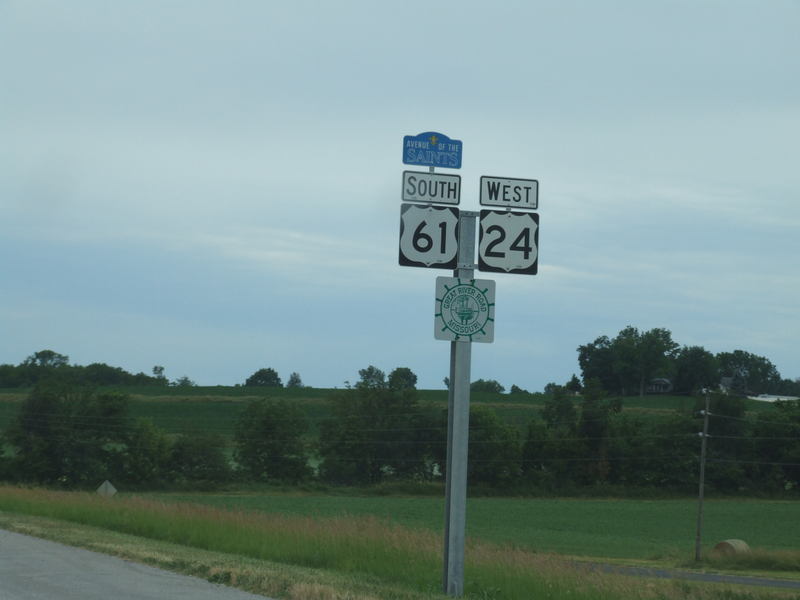 AVENUE OF THE
SAINTS
SOUTH
61
WEST
24
GREAT RIVER ROAD
MISSOURI